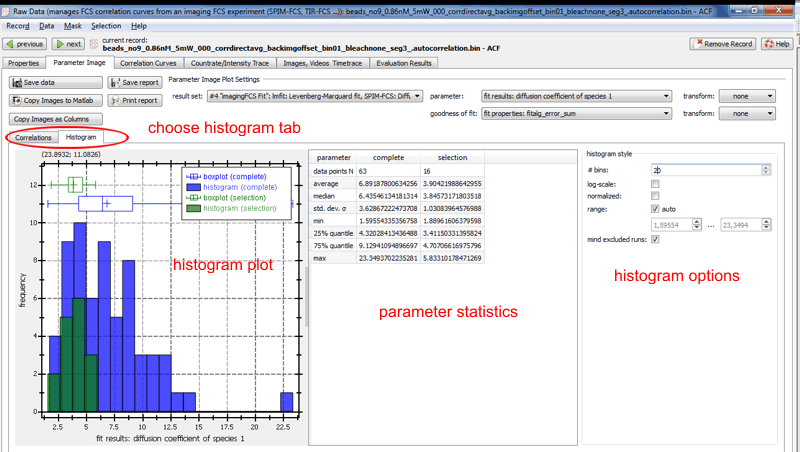 Raw Data (manages FCS correlation curves from an imaging FCS experiment (SPIM-FCS, TIR-FCS ...)): beads_no9_0.86nM_5mW_000_corrdirectavg_backimgoffset_bin01_bleachnone_seg3_.autocorrelation.bin - ACF
Record Data Mask Selection Help
previous next current record:
beads_no9_0.86nM_5mW_000_corrdirectavg_backimgoffset_bin01_bleachnone_seg3_.autocorrelation.bin - ACF
Remove Record Help
Properties Parameter Image Correlation Curves Countrate/Intensity Trace Images, Videos Timetrace Evaluation Results
Save data Save report
Copy Images to Matlab Print report
Copy Images as Columns
Parameter Image Plot Settings
result set: #4 "imagingFCS Fit": lmfit: Levenberg-Marquard fit, SPIM-FCS: Diffu
parameter: fit results: diffusion coefficient of species 1 transform: none
goodness of fit: fit properties: fitalg_error_sum transform: none
choose histogram tab
Correlations Histogram
(23.8932; 11.0826)
boxplot (complete)
histogram (complete)
boxplot (selection)
histogram (selection)
12
10
8
6
4
2
0
frequency
histogram plot
2.5 5 7.5 10 12.5 15 17.5 20 22.5
fit results: diffusion coefficient of species 1
parameter complete selection
data points N 63 16
average 6.89187800634256 3.90421988642955
median 6.43546134181314 3.84573171803518
std. dev. σ 3.62867222473708 1.03083964576988
min 1.59554335356758 1.88961606379598
25% quantile 4.32028413436488 3.41150331395824
75% quantile 9.12941094896697 4.70706616975796
max 23.3493702235281 5.83310178471269
parameter statistics
histogram style
# bins: 20
log-scale:
normalized:
range: auto
1,59554 ... 23,3494
mind excluded runs:
histogram options